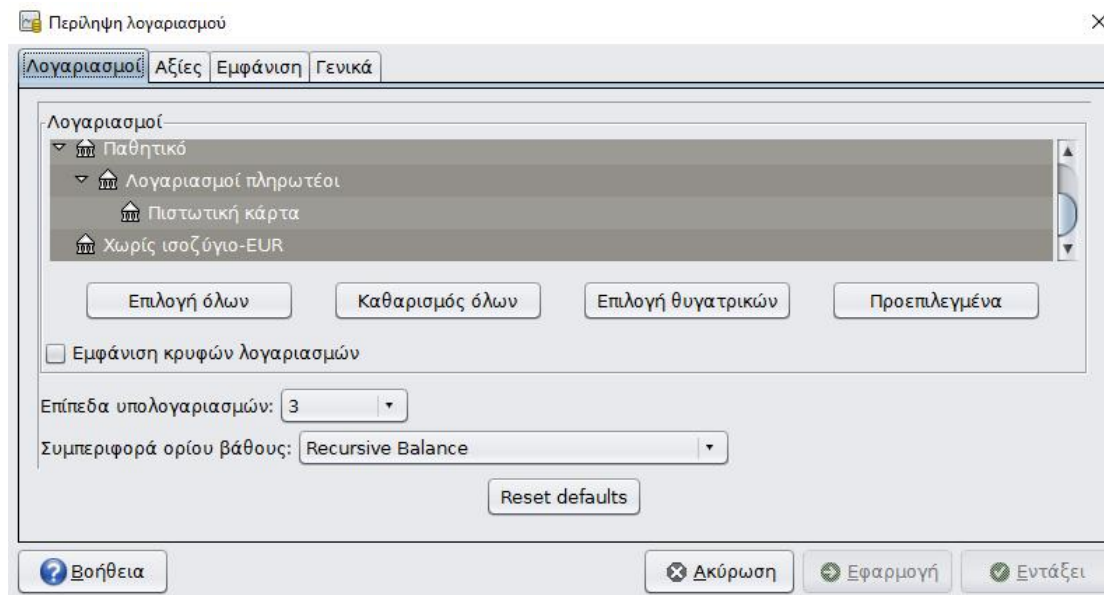 Περίληψη λογαριασμού
Λογαριασμοί Αξίες Εμφάνιση Γενικά
Λογαριασμοί
Παθητικό
Λογαριασμοί πληρωτέοι
Πιστωτική κάρτα
Χωρίς ισοζύγιο-EUR
Επιλογή όλων Καθαρισμός όλων Επιλογή θυγατρικών Προεπιλεγμένα
Εμφάνιση κρυφών λογαριασμών
Επίπεδα υπολογαριασμών: 3
Συμπεριφορά ορίου βάθους: Recursive Balance
Reset defaults
Βοήθεια Ακύρωση Εφαρμογή Εντάξει